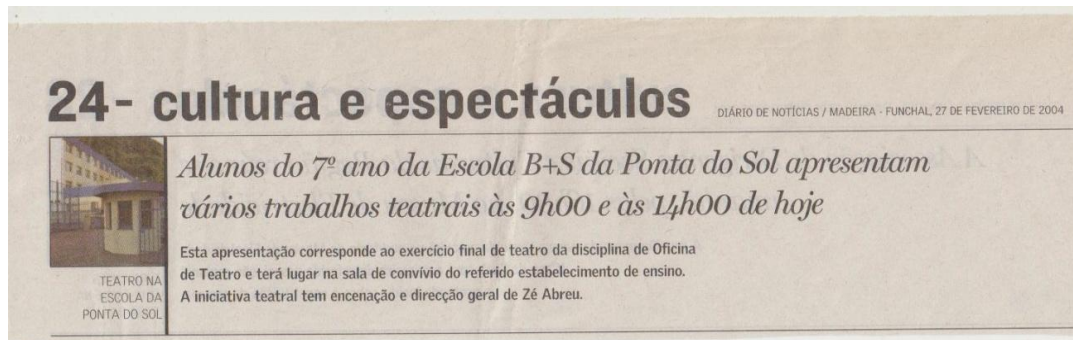 24- cultura e espectáculos
DIÁRIO DE NOTÍCIAS / MADEIRA - FUNCHAL, 27 DE FEVEREIRO DE 2004
Alunos do 7º ano da Escola B+S da Ponta do Sol apresentam
vários trabalhos teatrais às 9h00 e às 14h00 de hoje
Esta apresentação corresponde ao exercício final de teatro da disciplina de Oficina
de Teatro e terá lugar na sala de convívio do referido estabelecimento de ensino.
A iniciativa teatral tem encenação e direcção geral de Zé Abreu.
TEATRO NA
ESCOLA DA
PONTA DO SOL